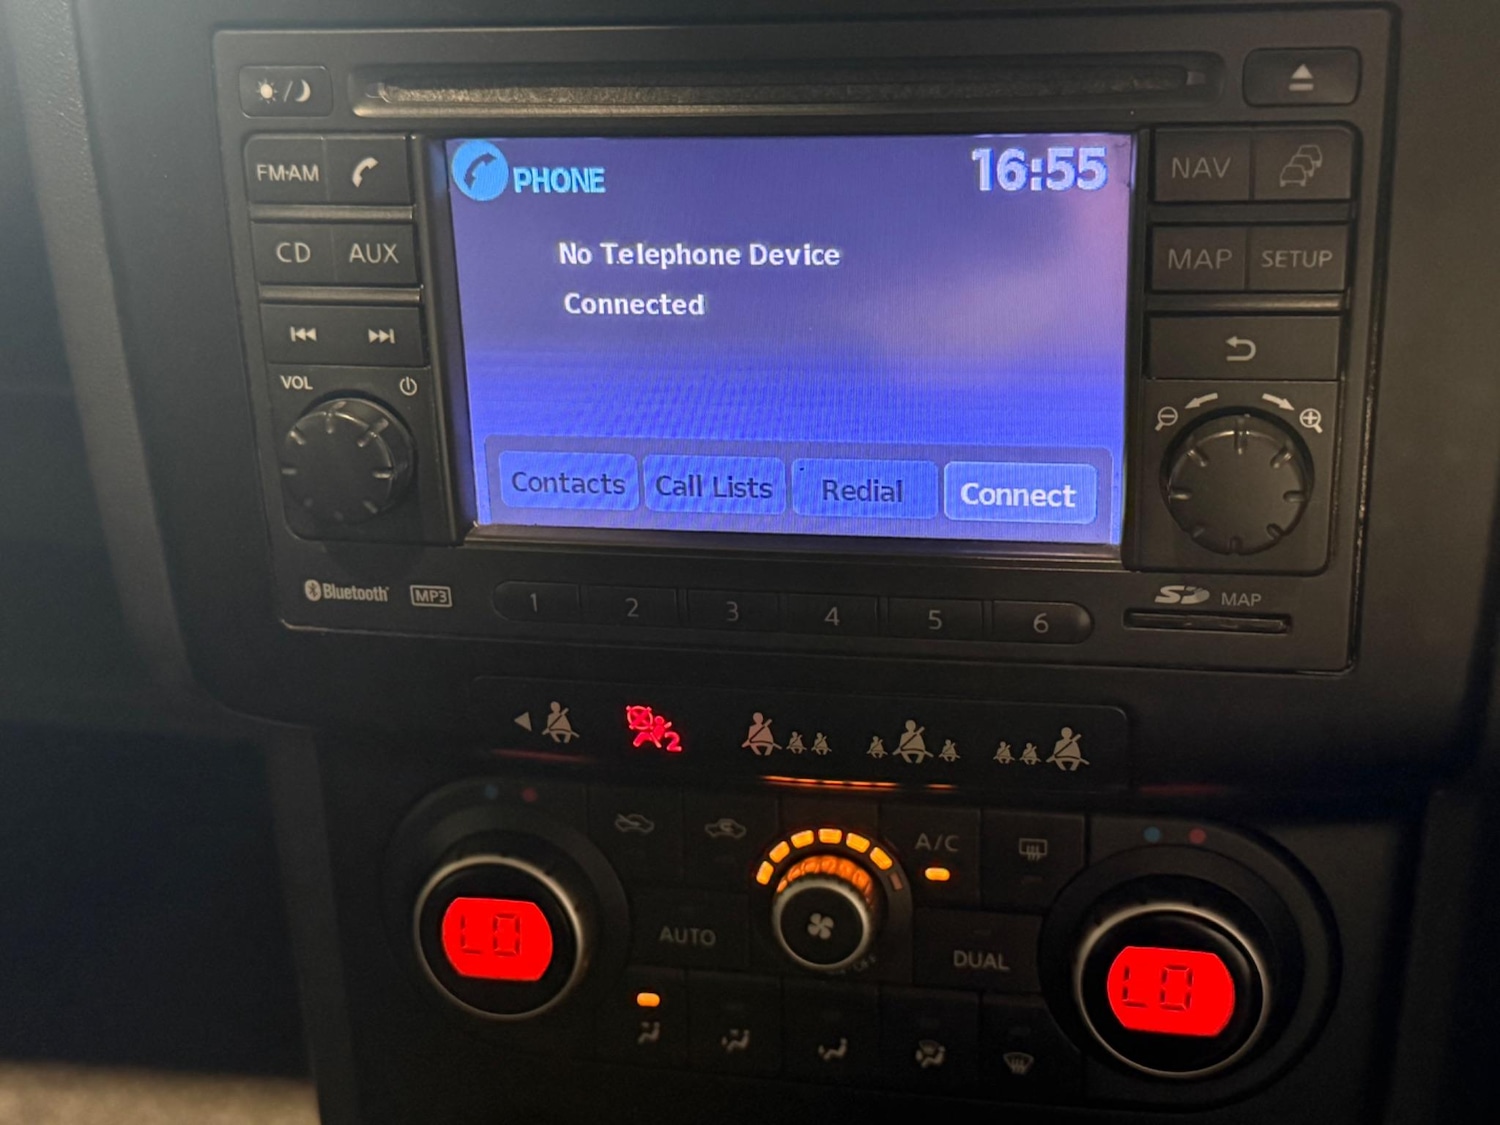 PHONE
16:55
No Telephone Device
Connected
Contacts
Call Lists
Redial
Connect
FM·AM
CD
AUX
VOL
NAV
MAP
SETUP
Bluetooth
MP3
1
2
3
4
5
6
SD
MAP
2
A/C
AUTO
DUAL
LO
LO